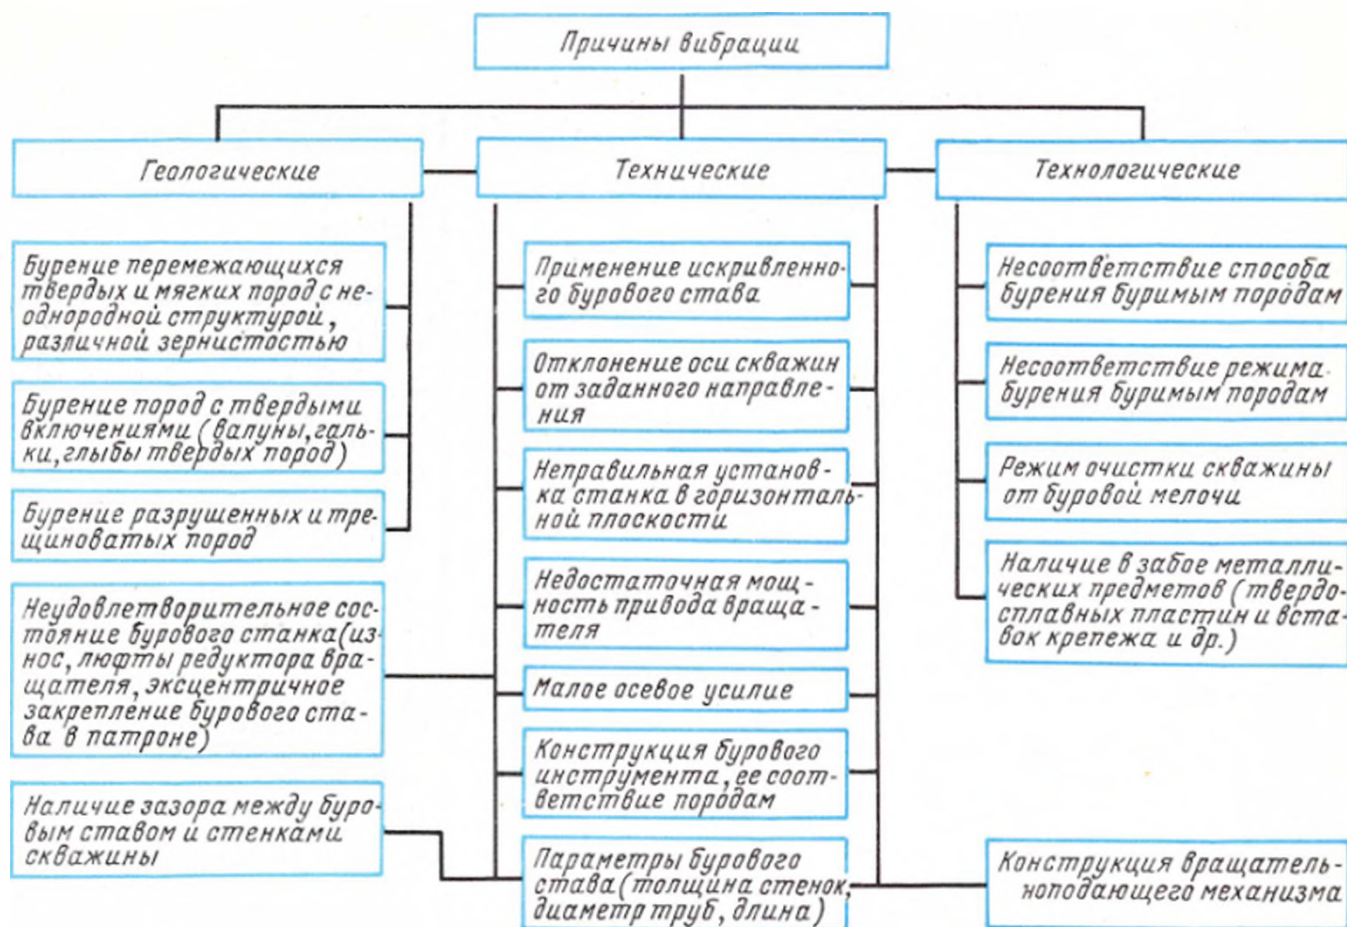 Причины вибрации
Геологические
Технические
Технологические
Бурение перемежающихся
твердых и мягких пород с не-
однородной структурой,
различной зернистостью
Бурение пород с твердыми
включениями (валуны, галь-
ки, глыбы твердых пород)
Бурение разрушенных и тре-
щиноватых пород
Неудовлетворительное сос-
тояние бурового станка (из-
нос, люфты редуктора вра-
щателя, эксцентричное
закрепление бурового ста-
ва в патроне)
Наличие зазора между буро-
вым ставом и стенками
скважины
Применение искривленно-
го бурового става
Отклонение оси скважин
от заданного направле-
ния
Неправильная установ-
ка станка в горизонталь-
ной плоскости
Недостаточная мощ-
ность привода враща-
теля
Малое осевое усилие
Конструкция бурового
инструмента, ее соот-
ветствие породам
Параметры бурового
става (толщина стенок,
диаметр труб, длина)
Несоответствие способа
бурения буримым породам
Несоответствие режима
бурения буримым породам
Режим очистки скважины
от буровой мелочи
Наличие в забое металли-
ческих предметов (твердо-
сплавных пластин и вста-
вок крепежа и др.)
Конструкция вращатель-
ноподающего механизма